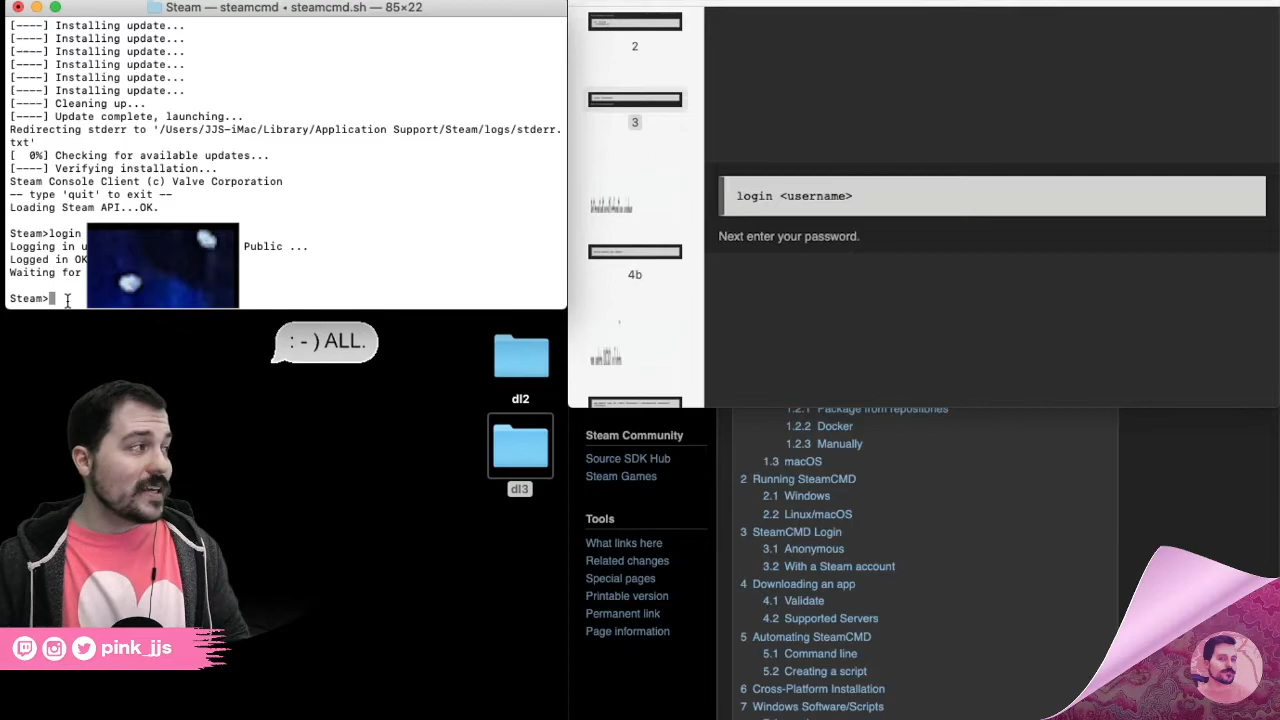 Steam — steamcmd ◂ steamcmd.sh — 85×22
[----] Installing update...
[----] Installing update...
[----] Installing update...
[----] Installing update...
[----] Installing update...
[----] Installing update...
[----] Cleaning up...
[----] Update complete, launching...
Redirecting stderr to '/Users/JJS-iMac/Library/Application Support/Steam/logs/stderr.
txt'
[  0%] Checking for available updates...
[----] Verifying installation...
Steam Console Client (c) Valve Corporation
-- type 'quit' to exit --
Loading Steam API...OK.
Steam>login
Logging in u Public ...
Logged in OK
Waiting for
Steam>
: - ) ALL.
dl2
dl3
pink_jjs
2
3
4b
login <username>
Next enter your password.
Steam Community
Source SDK Hub
Steam Games
Tools
What links here
Related changes
Special pages
Printable version
Permanent link
Page information
1.2.1 Package from repositories
1.2.2 Docker
1.2.3 Manually
1.3 macOS
2 Running SteamCMD
2.1 Windows
2.2 Linux/macOS
3 SteamCMD Login
3.1 Anonymous
3.2 With a Steam account
4 Downloading an app
4.1 Validate
4.2 Supported Servers
5 Automating SteamCMD
5.1 Command line
5.2 Creating a script
6 Cross-Platform Installation
7 Windows Software/Scripts